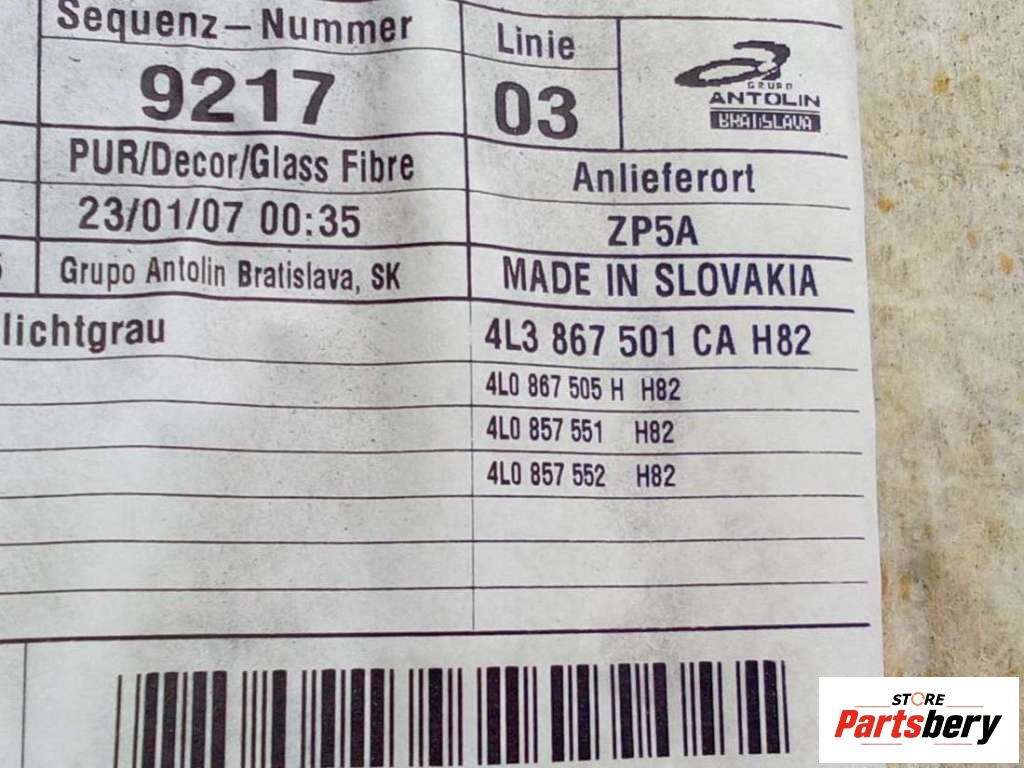 Sequenz-Nummer
Linie
9217
03
GRUPO
ANTOLIN
BRATISLAVA
PUR/Decor/Glass Fibre
Anlieferort
23/01/07 00:35
ZP5A
Grupo Antolin Bratislava, SK
MADE IN SLOVAKIA
lichtgrau
4L3 867 501 CA H82
4L0 867 505 H H82
4L0 857 551 H82
4L0 857 552 H82
STORE
Partsbery